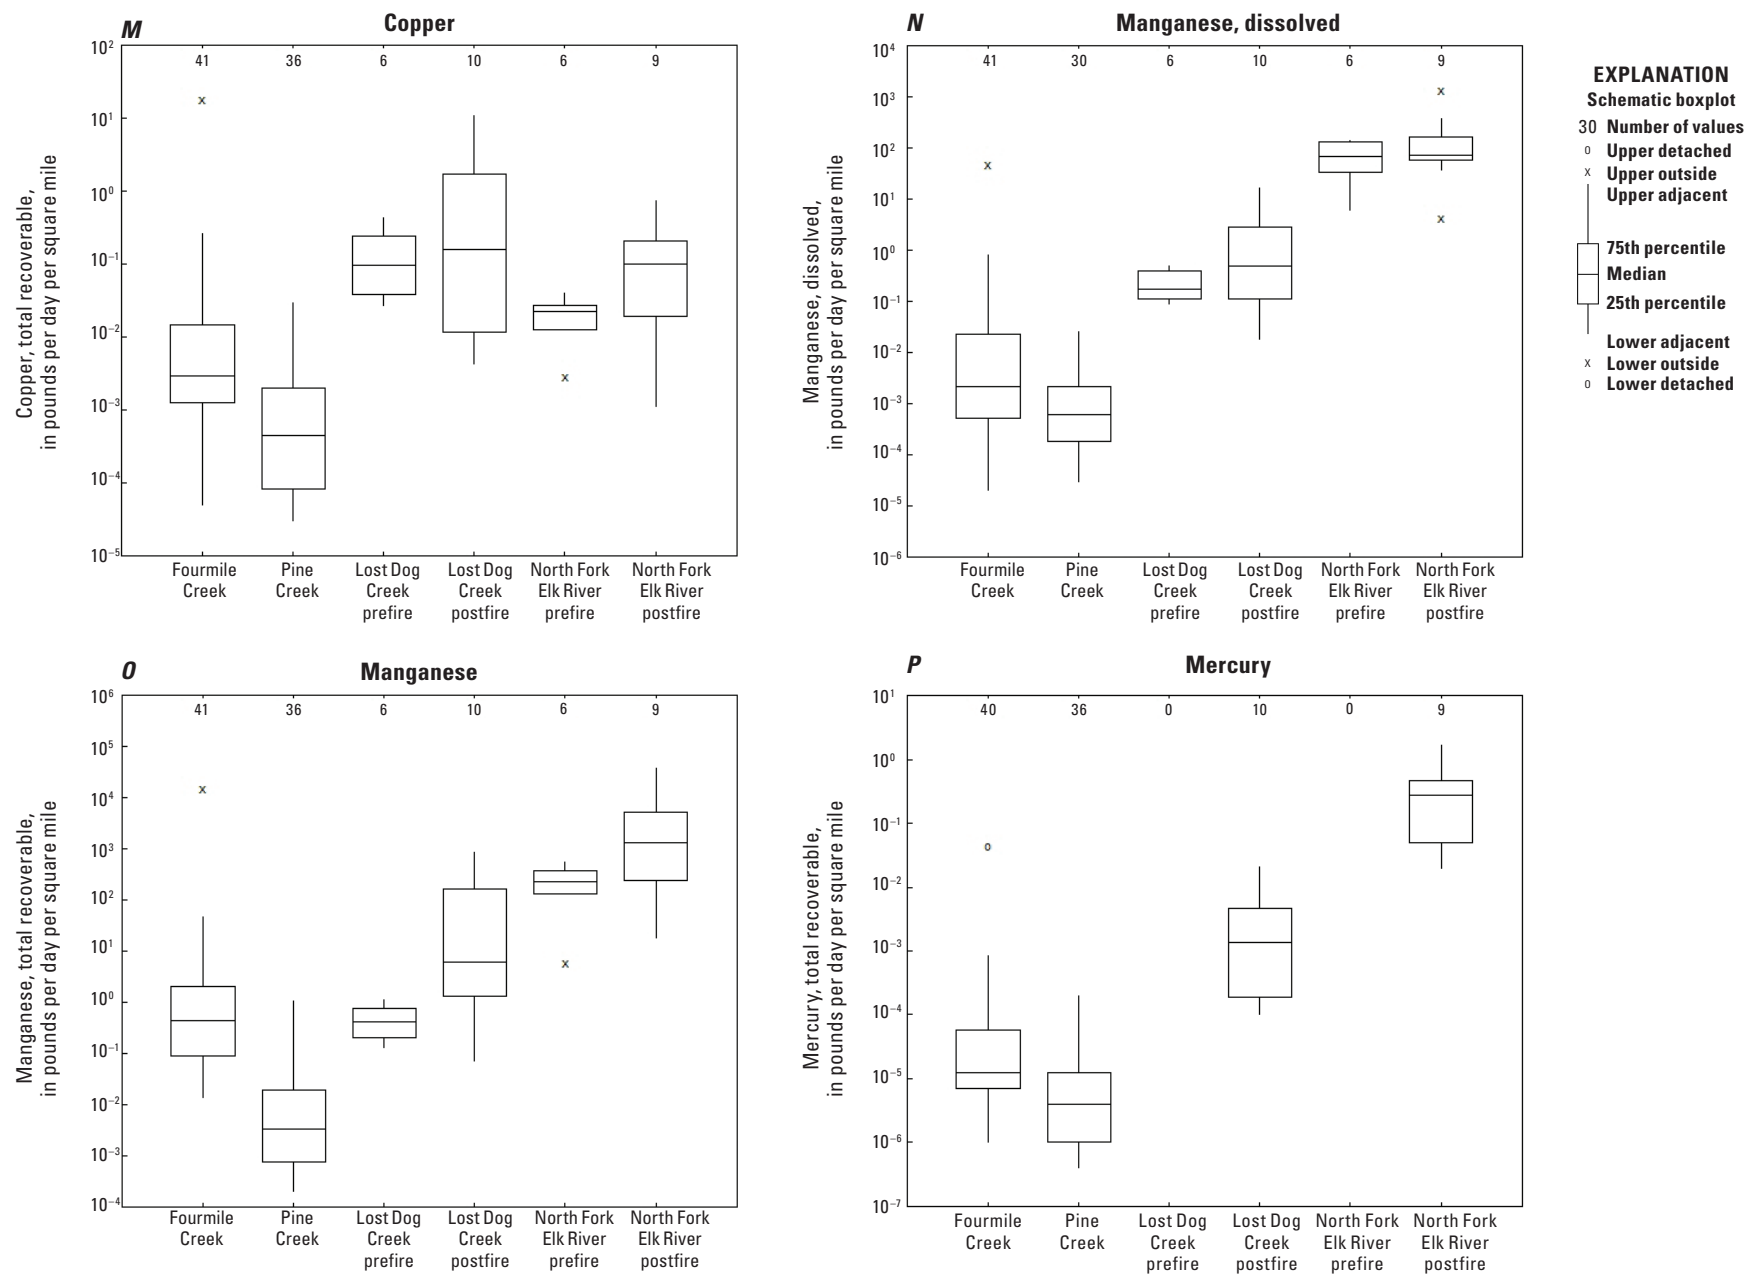 M Copper
Copper, total recoverable,
in pounds per day per square mile
10²
10¹
10⁰
10⁻¹
10⁻²
10⁻³
10⁻⁴
10⁻⁵
41 36 6 10 6 9
x
x
Fourmile Pine Lost Dog Lost Dog North Fork North Fork
Creek Creek Creek Creek Elk River Elk River
prefire postfire prefire postfire
N Manganese, dissolved
Manganese, dissolved,
in pounds per day per square mile
10⁴
10³
10²
10¹
10⁰
10⁻¹
10⁻²
10⁻³
10⁻⁴
10⁻⁵
10⁻⁶
41 30 6 10 6 9
x
x
x
Fourmile Pine Lost Dog Lost Dog North Fork North Fork
Creek Creek Creek Creek Elk River Elk River
prefire postfire prefire postfire
EXPLANATION
Schematic boxplot
30 Number of values
o Upper detached
x Upper outside
Upper adjacent
75th percentile
Median
25th percentile
Lower adjacent
x Lower outside
o Lower detached
O Manganese
Manganese, total recoverable,
in pounds per day per square mile
10⁶
10⁵
10⁴
10³
10²
10¹
10⁰
10⁻¹
10⁻²
10⁻³
10⁻⁴
41 36 6 10 6 9
x
x
Fourmile Pine Lost Dog Lost Dog North Fork North Fork
Creek Creek Creek Creek Elk River Elk River
prefire postfire prefire postfire
P Mercury
Mercury, total recoverable,
in pounds per day per square mile
10¹
10⁰
10⁻¹
10⁻²
10⁻³
10⁻⁴
10⁻⁵
10⁻⁶
10⁻⁷
40 36 0 10 0 9
o
Fourmile Pine Lost Dog Lost Dog North Fork North Fork
Creek Creek Creek Creek Elk River Elk River
prefire postfire prefire postfire